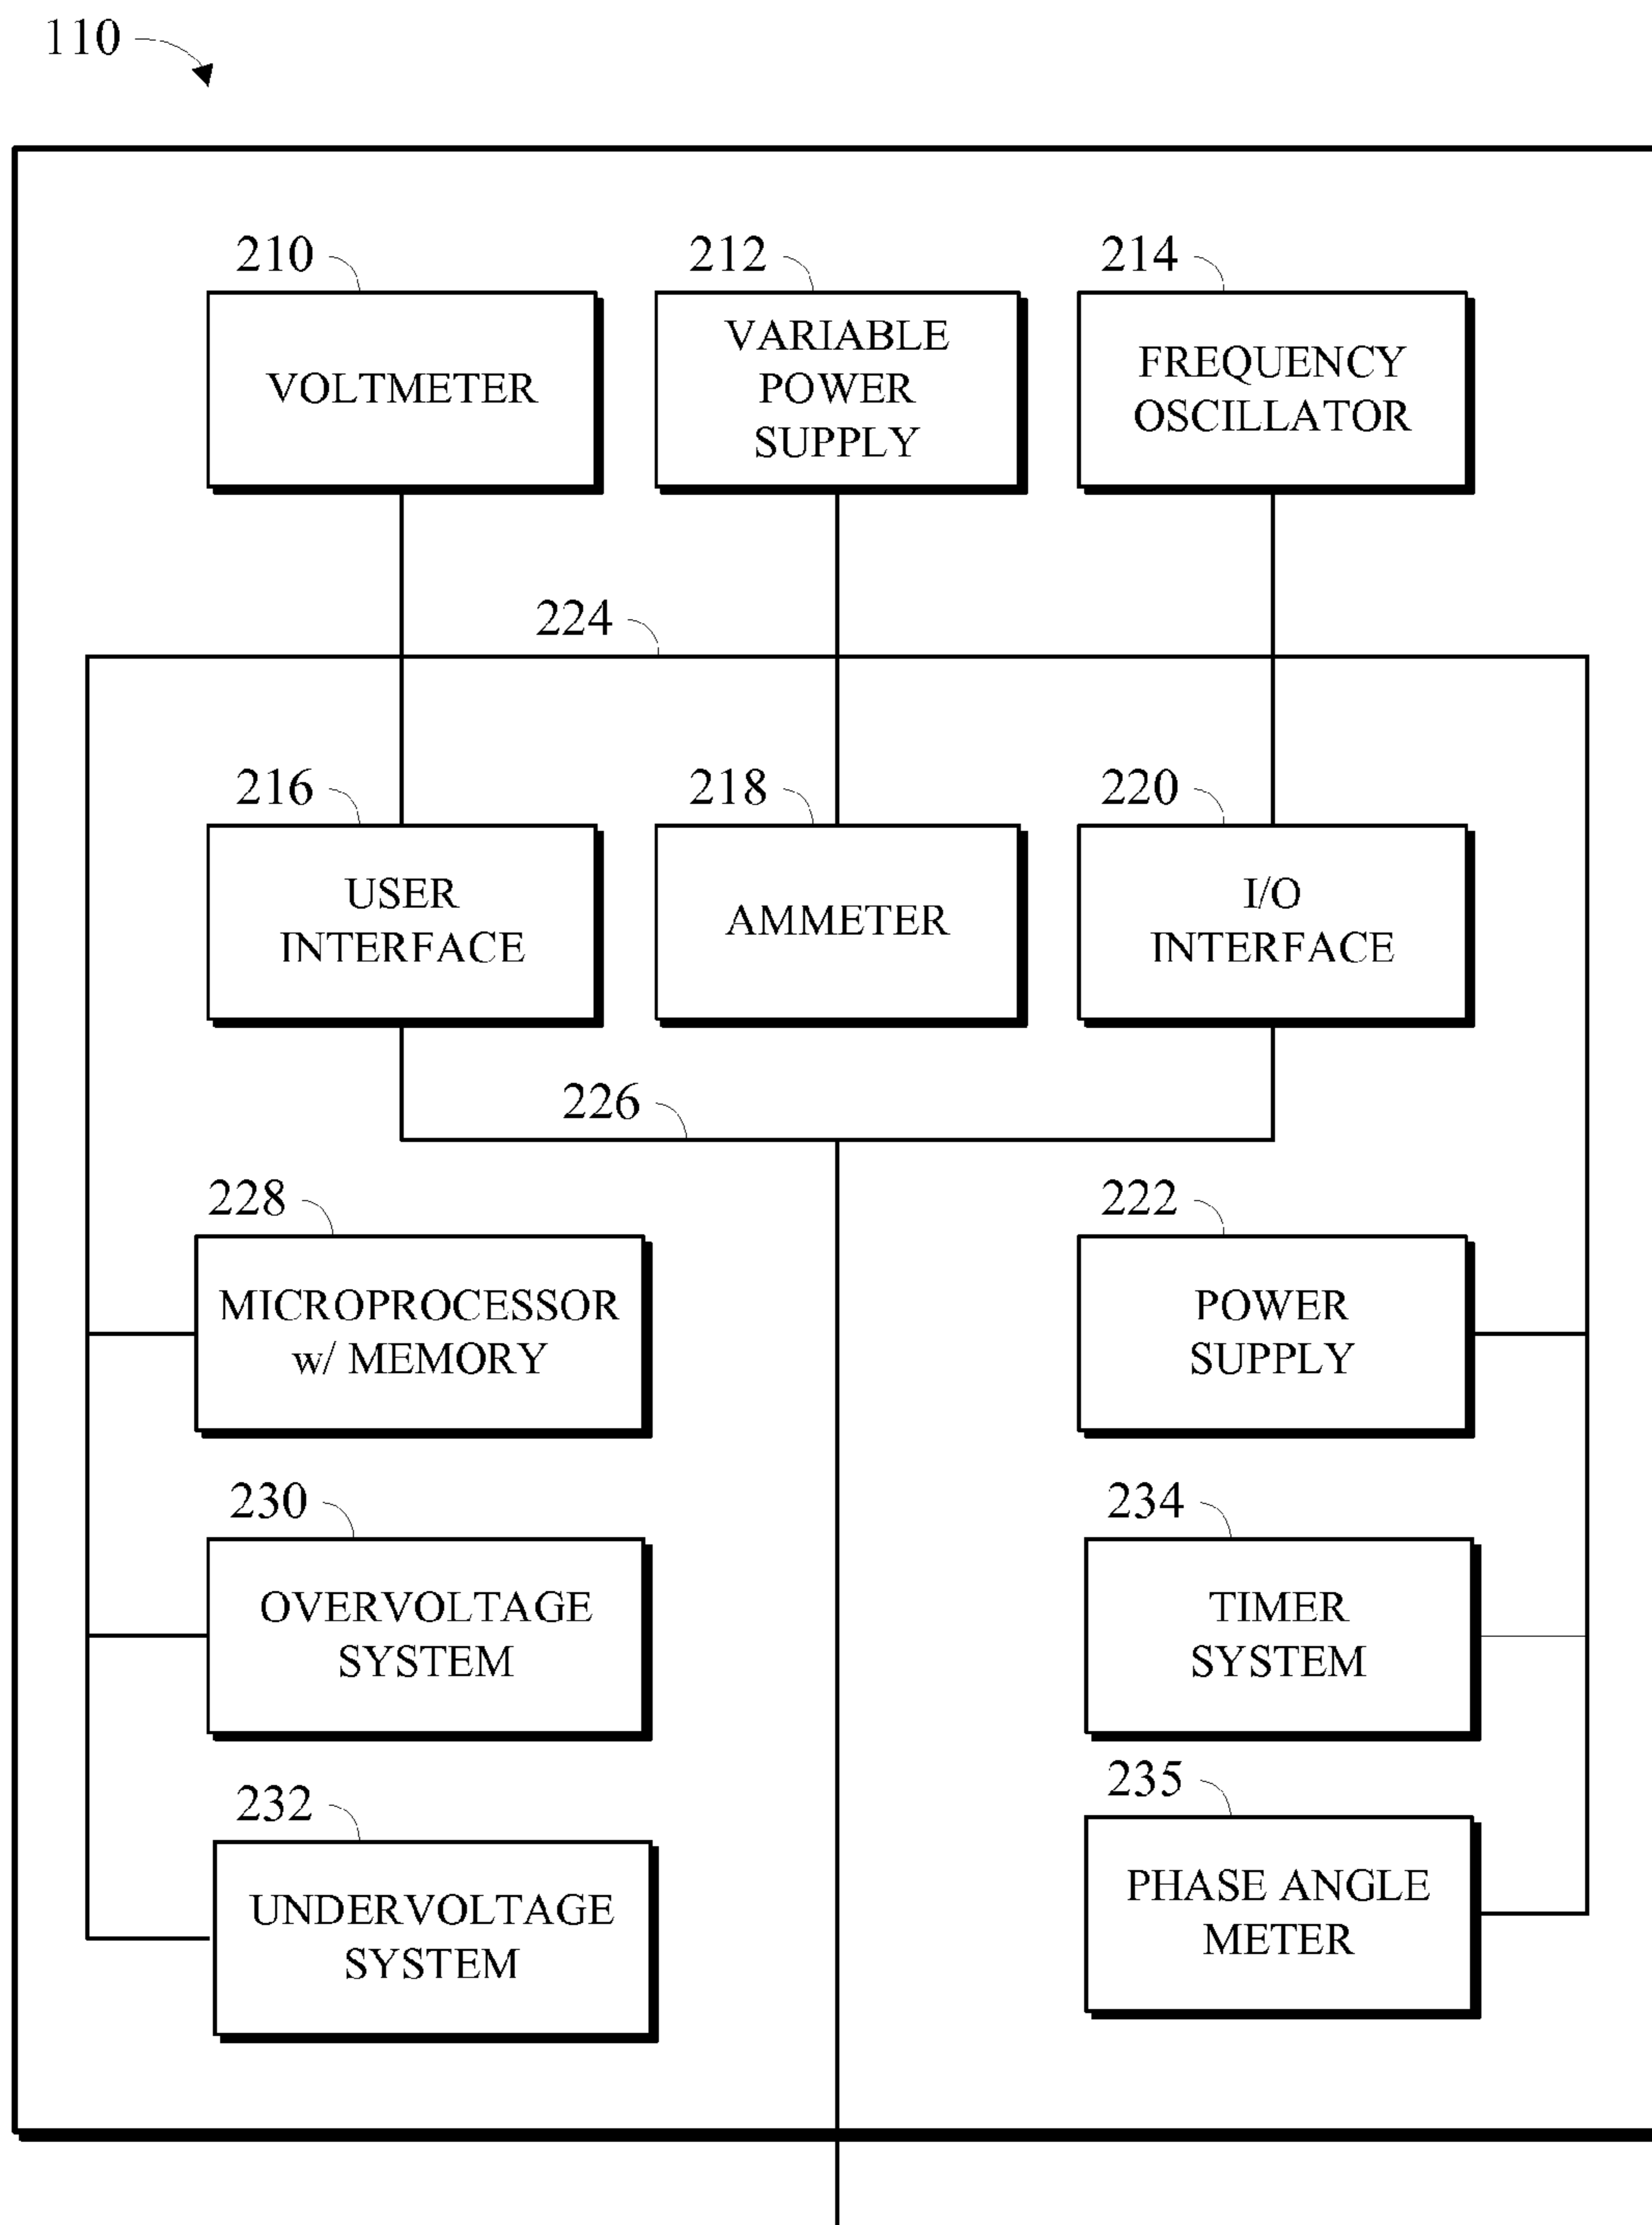 110
210
212
214
VOLTMETER
VARIABLE
POWER
SUPPLY
FREQUENCY
OSCILLATOR
224
216
218
220
USER
INTERFACE
AMMETER
I/O
INTERFACE
226
228
222
MICROPROCESSOR
w/ MEMORY
POWER
SUPPLY
230
234
OVERVOLTAGE
SYSTEM
TIMER
SYSTEM
232
235
UNDERVOLTAGE
SYSTEM
PHASE ANGLE
METER